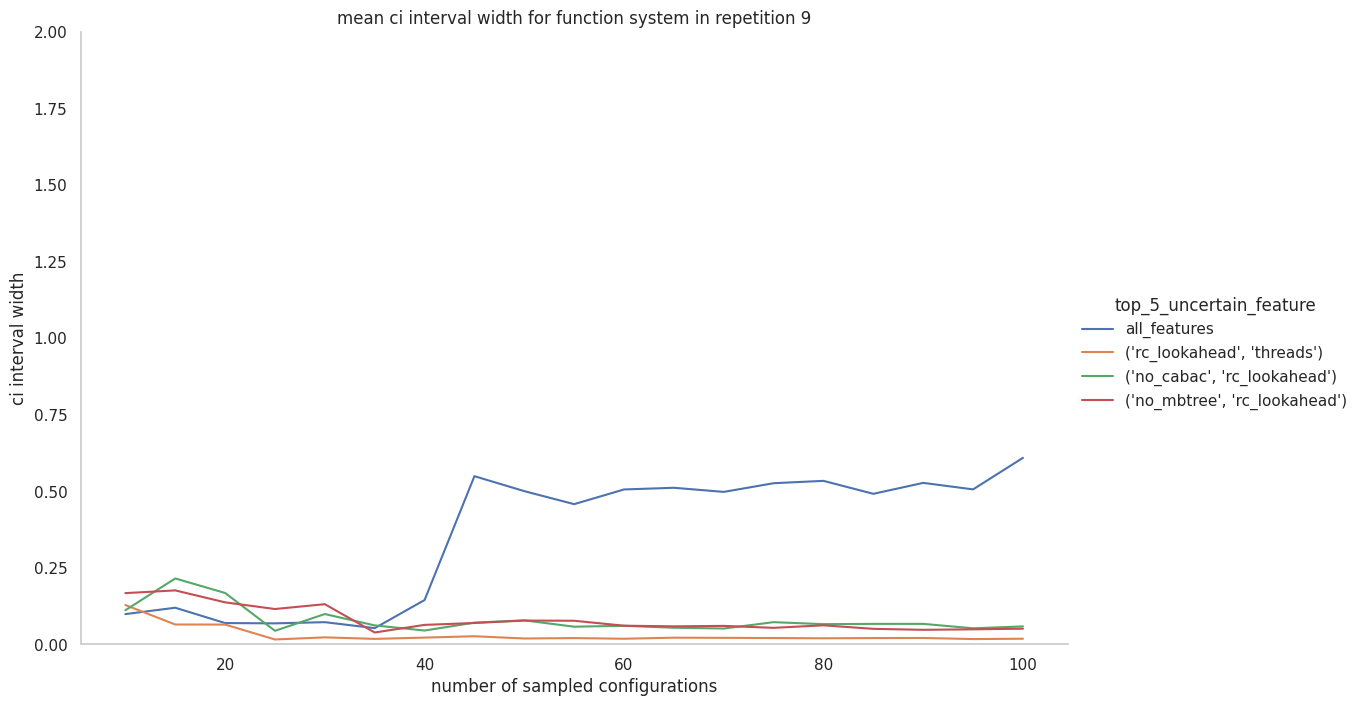 mean ci interval width for function system in repetition 9
2.00
1.75
1.50
1.25
1.00
0.75
0.50
0.25
0.00
ci interval width
20
40
60
80
100
number of sampled configurations
top_5_uncertain_feature
all_features
('rc_lookahead', 'threads')
('no_cabac', 'rc_lookahead')
('no_mbtree', 'rc_lookahead')